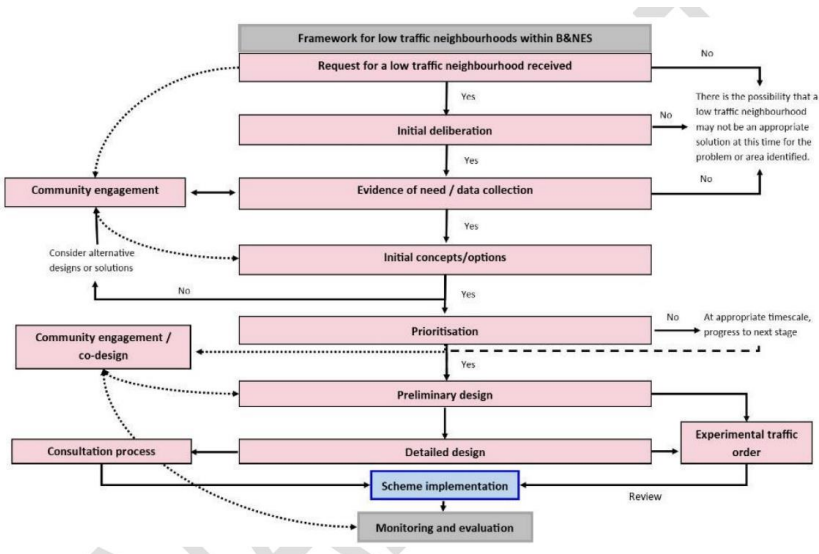 Framework for low traffic neighbourhoods within B&NES
Request for a low traffic neighbourhood received
No
Yes
There is the possibility that a
low traffic neighbourhood
may not be an appropriate
solution at this time for the
problem or area identified.
Initial deliberation
No
Yes
Community engagement
Evidence of need / data collection
No
Yes
Consider alternative
designs or solutions
Initial concepts/options
No
Yes
Prioritisation
No
At appropriate timescale,
progress to next stage
Community engagement /
co-design
Yes
Preliminary design
Experimental traffic
order
Consultation process
Detailed design
Scheme implementation
Review
Monitoring and evaluation